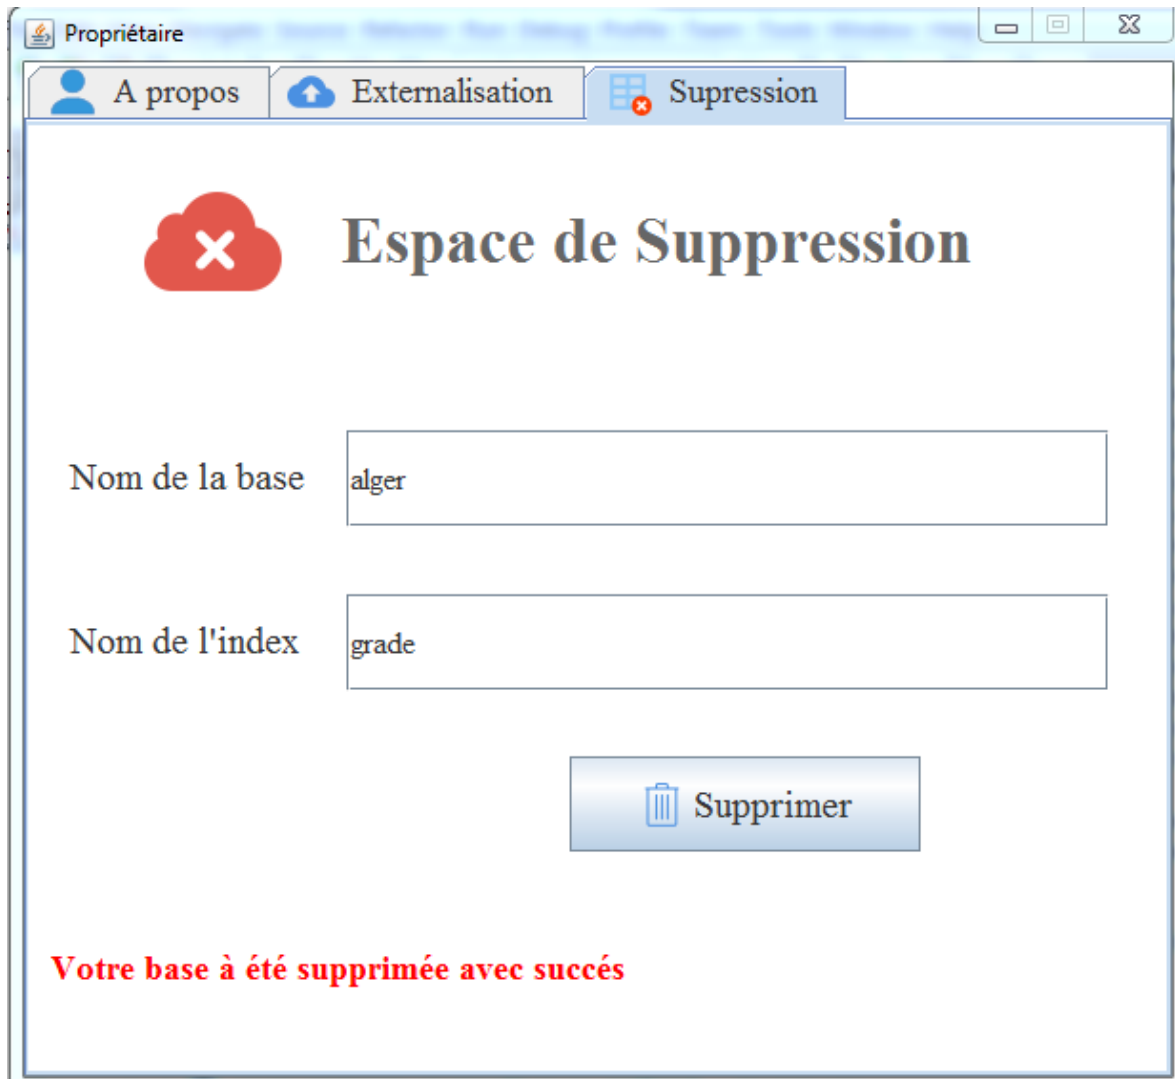 Propriétaire
A propos Externalisation Supression
Espace de Suppression
Nom de la base alger
Nom de l'index grade
Supprimer
Votre base à été supprimée avec succés